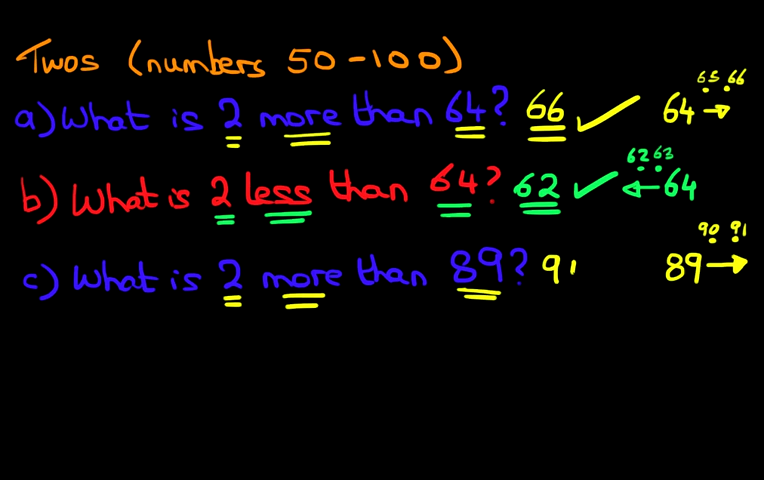 Twos (numbers 50-100)
a) What is 2 more than 64? 66 ✓ 64 → 65 66
b) What is 2 less than 64? 62 ✓ 62 63 ← 64
c) What is 2 more than 89? 91 89 → 90 91